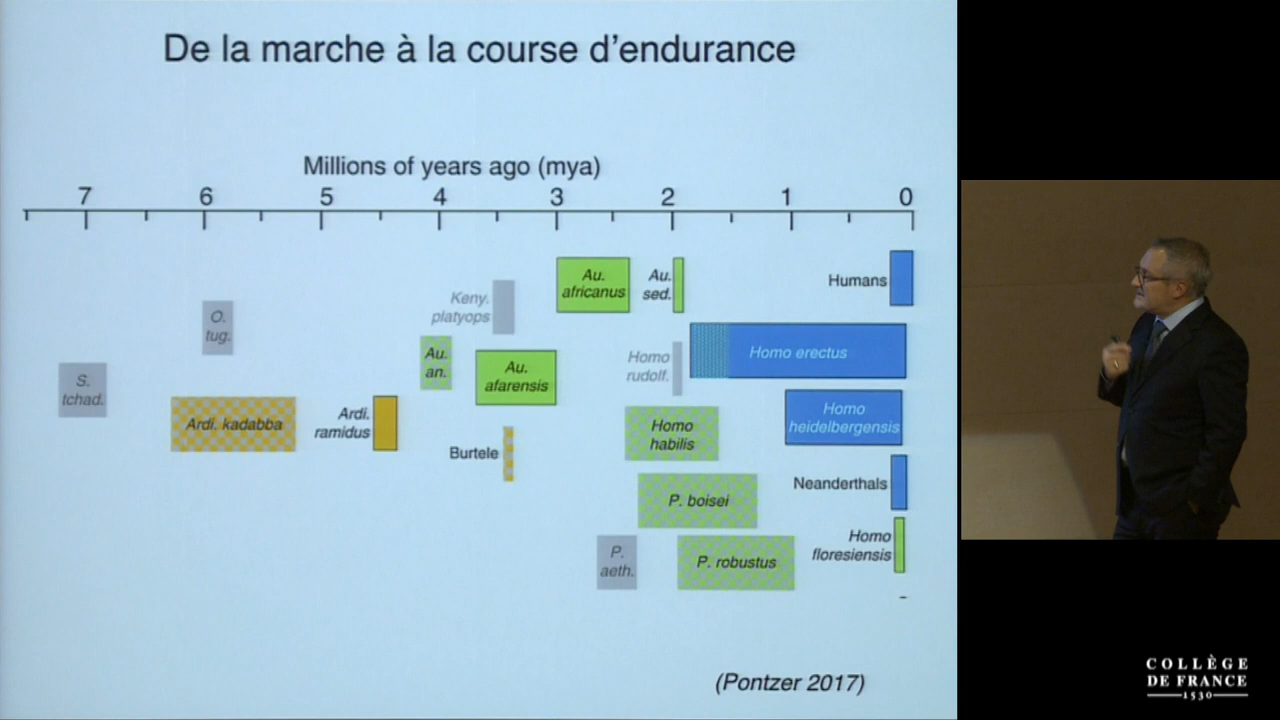 De la marche à la course d'endurance
Millions of years ago (mya)
7 6 5 4 3 2 1 0
Au.
africanus
Au.
sed.
Humans
Keny.
platyops
O.
tug.
Homo erectus
Au.
an.
Au.
afarensis
Homo
rudolf.
S.
tchad.
Ardi. kadabba
Ardi.
ramidus
Homo
habilis
Homo
heidelbergensis
Burtele
P. boisei
Neanderthals
P.
aeth.
P. robustus
Homo
floresiensis
(Pontzer 2017)
COLLÈGE
DE FRANCE
1530